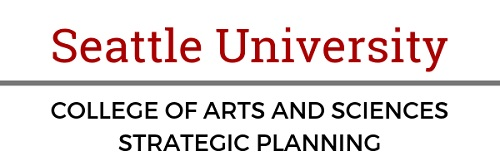 Seattle University
COLLEGE OF ARTS AND SCIENCES
STRATEGIC PLANNING